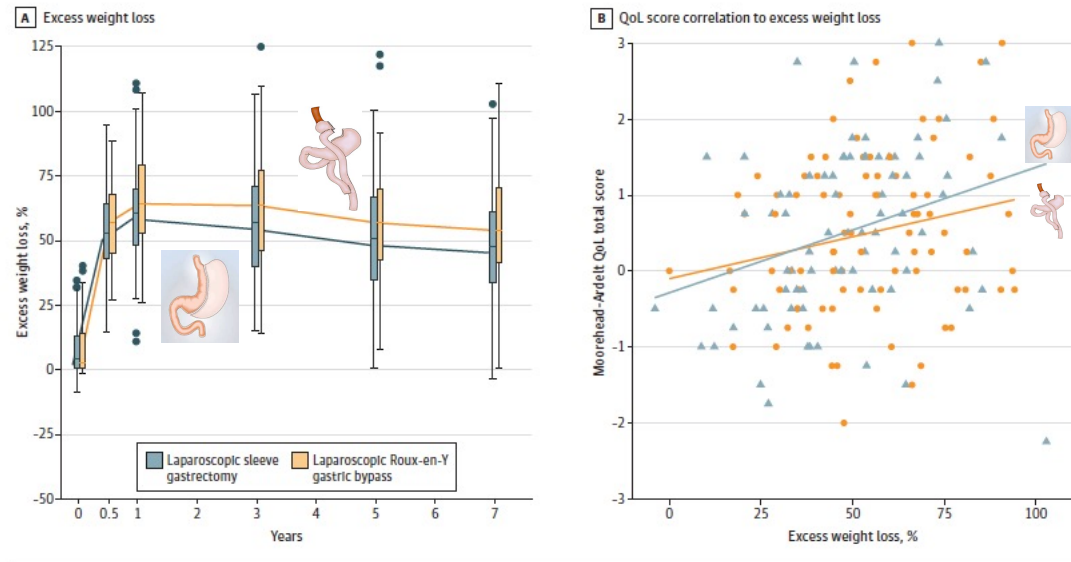 A Excess weight loss
125
100
75
50
25
0
-25
-50
Excess weight loss, %
Laparoscopic sleeve
gastrectomy
Laparoscopic Roux-en-Y
gastric bypass
0 0.5 1 2 3 4 5 6 7
Years
B QoL score correlation to excess weight loss
3
2
1
0
-1
-2
-3
Moorehead-Ardelt QoL total score
0 25 50 75 100
Excess weight loss, %